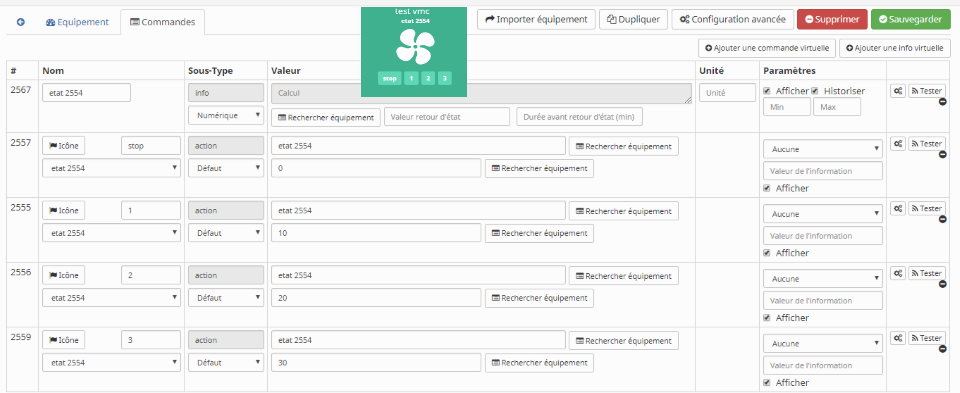 test vmc
etat 2554
stop 1 2 3
Equipement
Commandes
Importer équipement
Dupliquer
Configuration avancée
Supprimer
Sauvegarder
Ajouter une commande virtuelle
Ajouter une info virtuelle
# Nom Sous-Type Valeur Unité Paramètres
2567 etat 2554 info Calcul Unité Afficher Historiser Tester
Numérique Rechercher équipement Valeur retour d'état Durée avant retour d'état (min) Min Max
2557 Icône stop action etat 2554 Rechercher équipement Aucune Tester
etat 2554 Défaut 0 Rechercher équipement Valeur de l'information
Afficher
2555 Icône 1 action etat 2554 Rechercher équipement Aucune Tester
etat 2554 Défaut 10 Rechercher équipement Valeur de l'information
Afficher
2556 Icône 2 action etat 2554 Rechercher équipement Aucune Tester
etat 2554 Défaut 20 Rechercher équipement Valeur de l'information
Afficher
2559 Icône 3 action etat 2554 Rechercher équipement Aucune Tester
etat 2554 Défaut 30 Rechercher équipement Valeur de l'information
Afficher